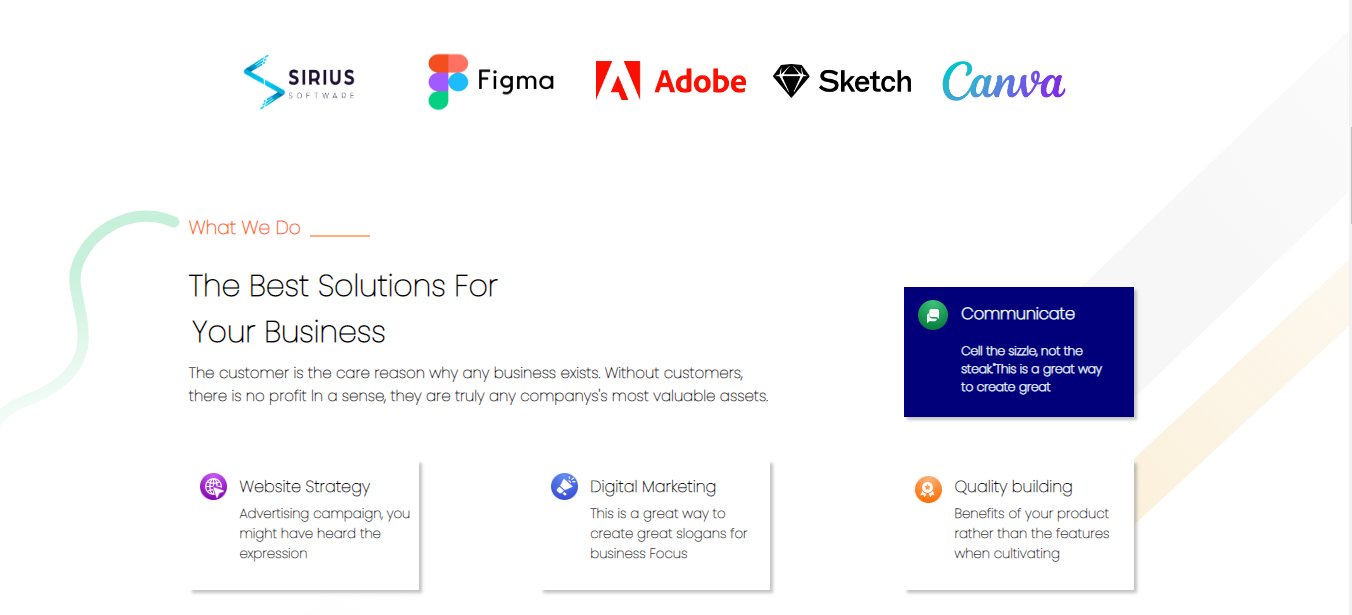 SIRIUS
SOFTWARE
Figma
Adobe
Sketch
Canva
What We Do
The Best Solutions For
Your Business
The customer is the care reason why any business exists. Without customers,
there is no profit In a sense, they are truly any companys's most valuable assets.
Communicate
Cell the sizzle, not the
steak."This is a great way
to create great
Website Strategy
Advertising campaign, you
might have heard the
expression
Digital Marketing
This is a great way to
create great slogans for
business Focus
Quality building
Benefits of your product
rather than the features
when cultivating